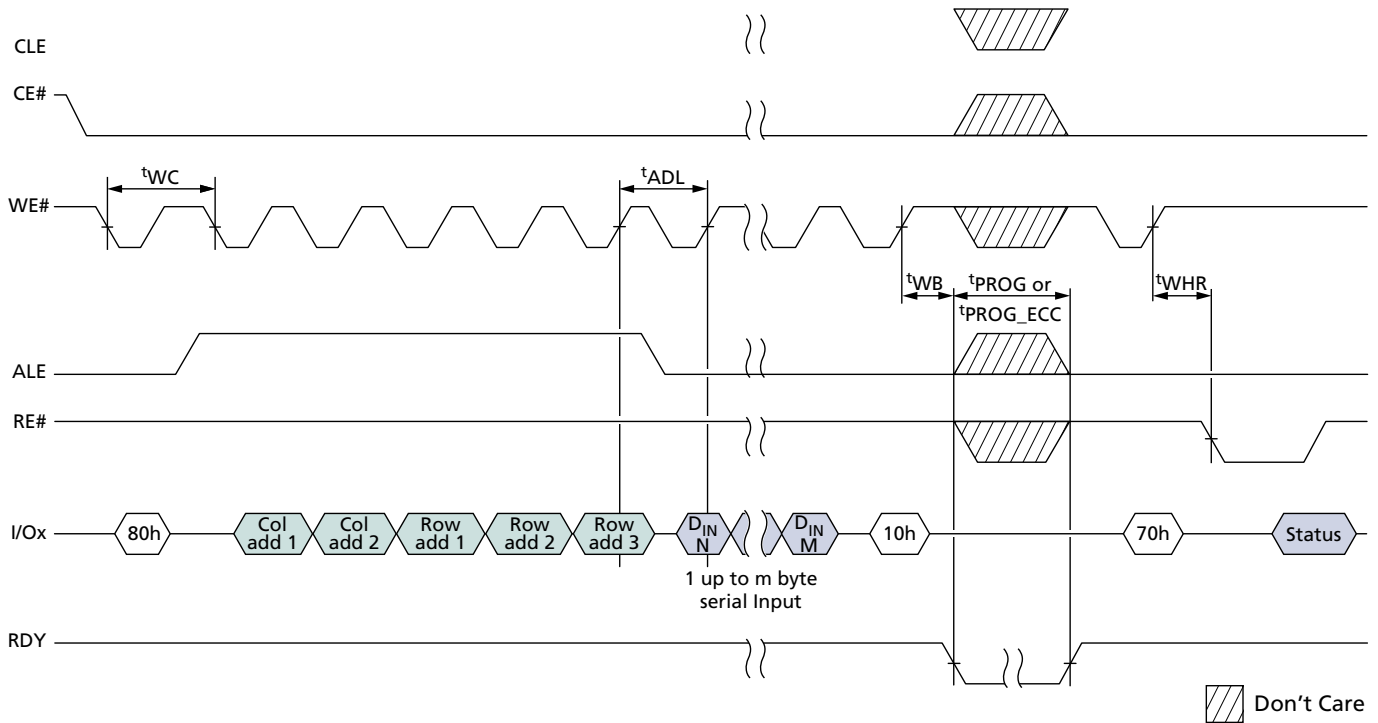 CLE
CE#
tWC
tADL
WE#
tWB
tPROG or
tPROG_ECC
tWHR
ALE
RE#
I/Ox
80h
Col
add 1
Col
add 2
Row
add 1
Row
add 2
Row
add 3
DIN
N
DIN
M
10h
70h
Status
1 up to m byte
serial Input
RDY
Don't Care